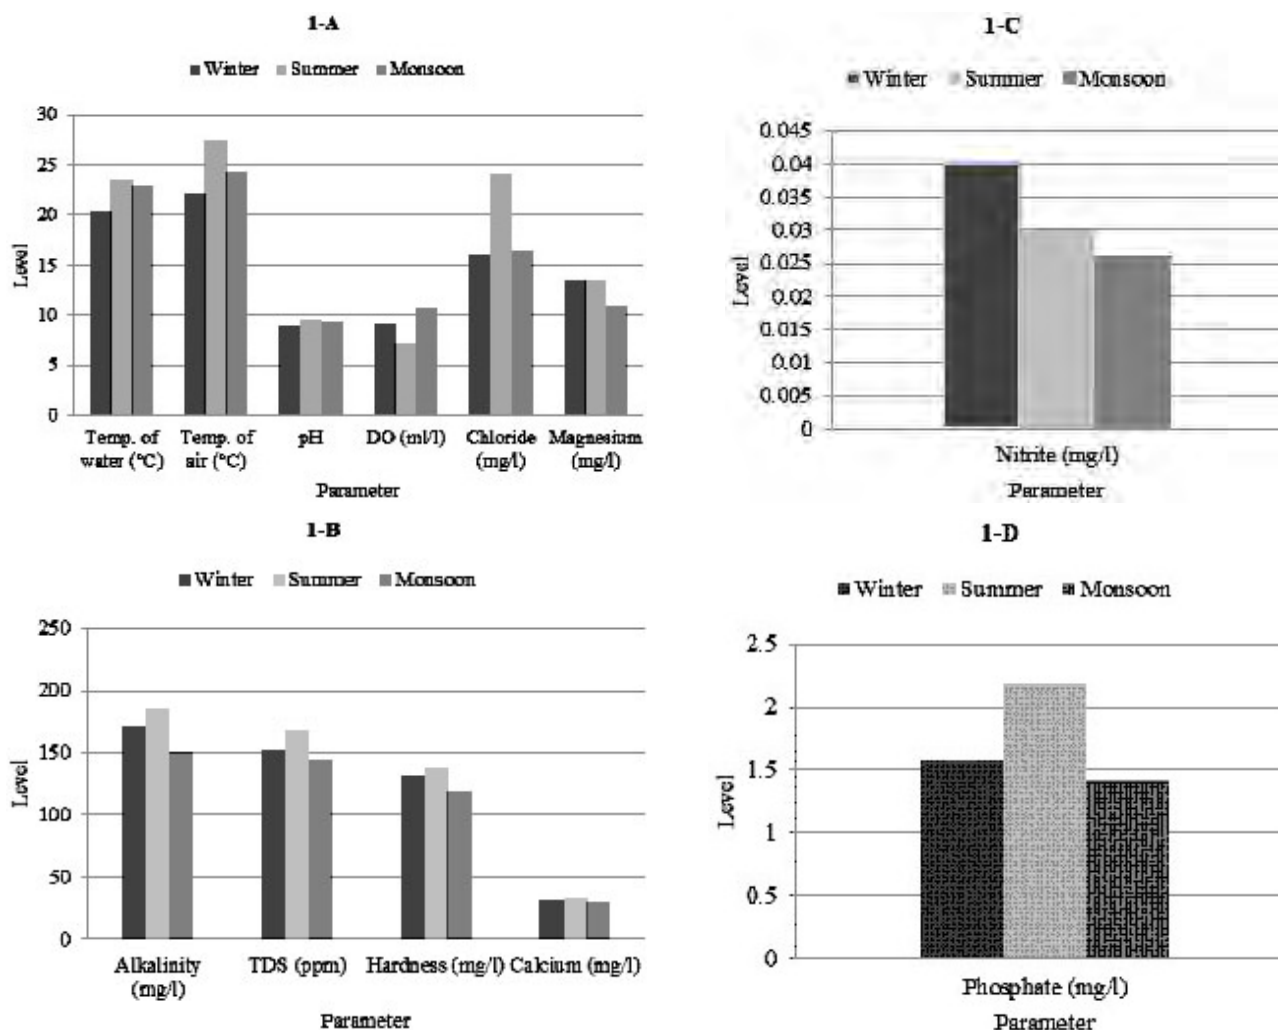 1-A
Winter Summer Monsoon
30
25
20
15
10
5
0
Level
Temp. of water (°C) Temp. of air (°C) pH DO (ml/l) Chloride (mg/l) Magnesium (mg/l)
Parameter
1-B
Winter Summer Monsoon
250
200
150
100
50
0
Level
Alkalinity (mg/l) TDS (ppm) Hardness (mg/l) Calcium (mg/l)
Parameter
1-C
Winter Summer Monsoon
0.045
0.04
0.035
0.03
0.025
0.02
0.015
0.01
0.005
0
Level
Nitrite (mg/l)
Parameter
1-D
Winter Summer Monsoon
2.5
2
1.5
1
0.5
0
Level
Phosphate (mg/l)
Parameter